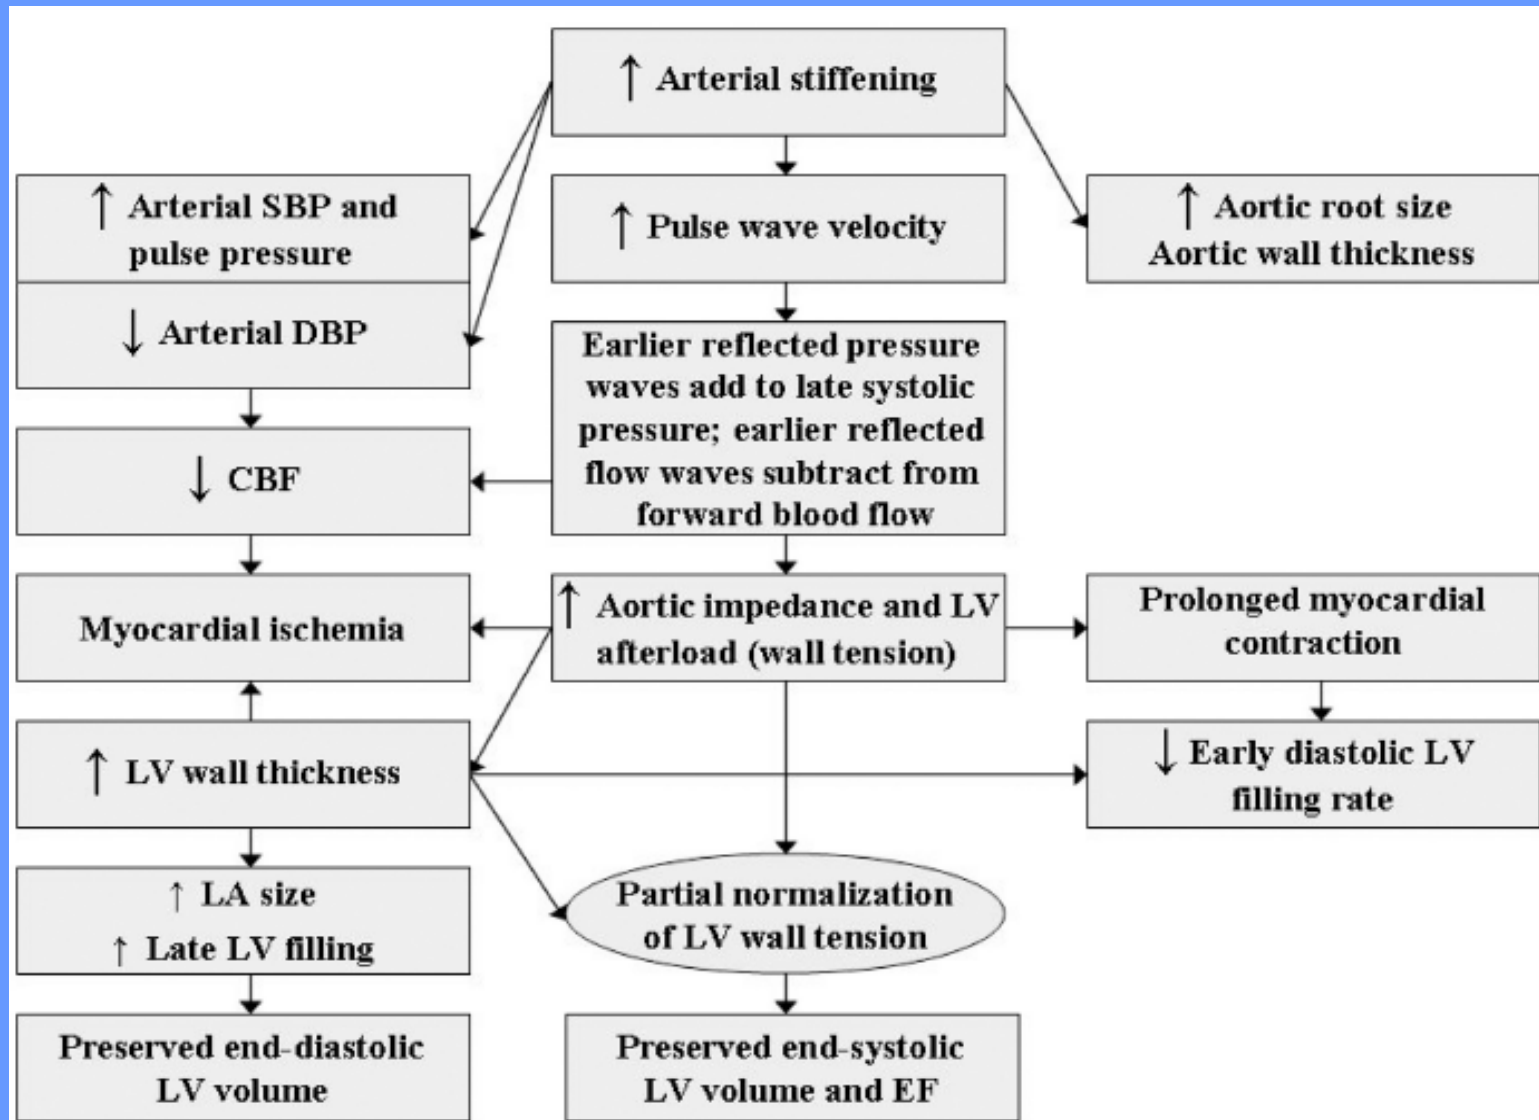 ↑ Arterial stiffening
↑ Arterial SBP and
pulse pressure
↑ Pulse wave velocity
↑ Aortic root size
Aortic wall thickness
↓ Arterial DBP
Earlier reflected pressure
waves add to late systolic
pressure; earlier reflected
flow waves subtract from
forward blood flow
↓ CBF
Myocardial ischemia
↑ Aortic impedance and LV
afterload (wall tension)
Prolonged myocardial
contraction
↑ LV wall thickness
↓ Early diastolic LV
filling rate
↑ LA size
↑ Late LV filling
Partial normalization
of LV wall tension
Preserved end-diastolic
LV volume
Preserved end-systolic
LV volume and EF